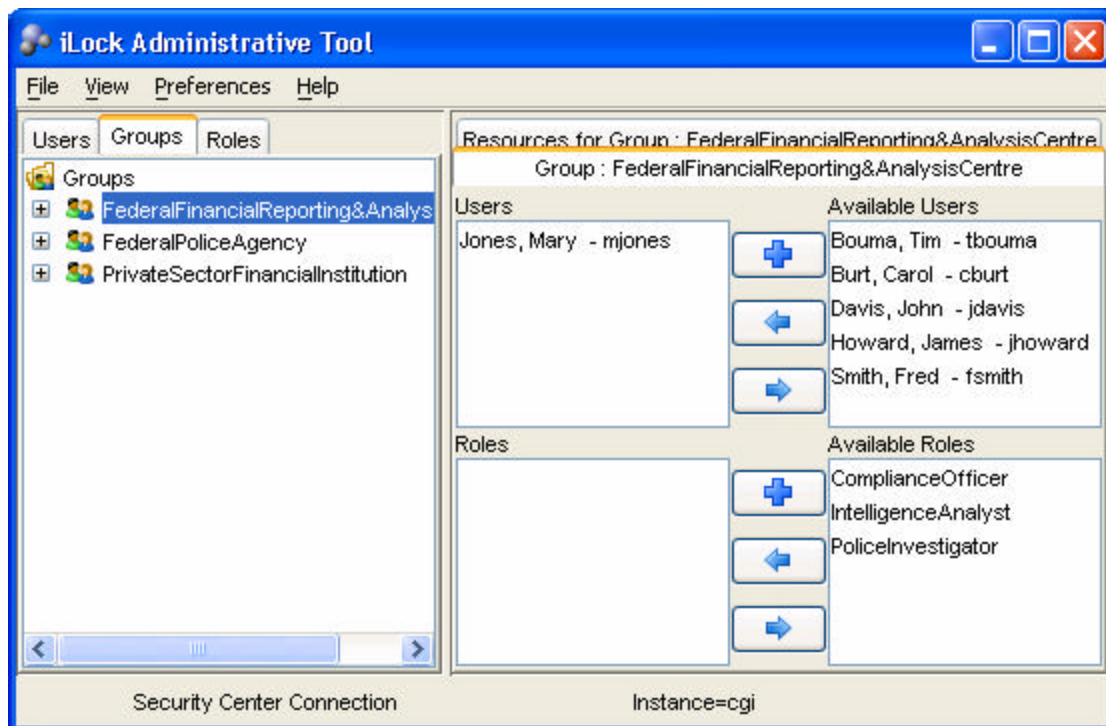 iLock Administrative Tool
File View Preferences Help
Users Groups Roles
Groups
FederalFinancialReporting&Analys
FederalPoliceAgency
PrivateSectorFinancialInstitution
Resources for Group : FederalFinancialReporting&AnalysisCentre
Group : FederalFinancialReporting&AnalysisCentre
Users
Jones, Mary - mjones
Available Users
Bouma, Tim - tbouma
Burt, Carol - cburt
Davis, John - jdavis
Howard, James - jhoward
Smith, Fred - fsmith
Roles
Available Roles
ComplianceOfficer
IntelligenceAnalyst
PoliceInvestigator
Security Center Connection
Instance=cgi